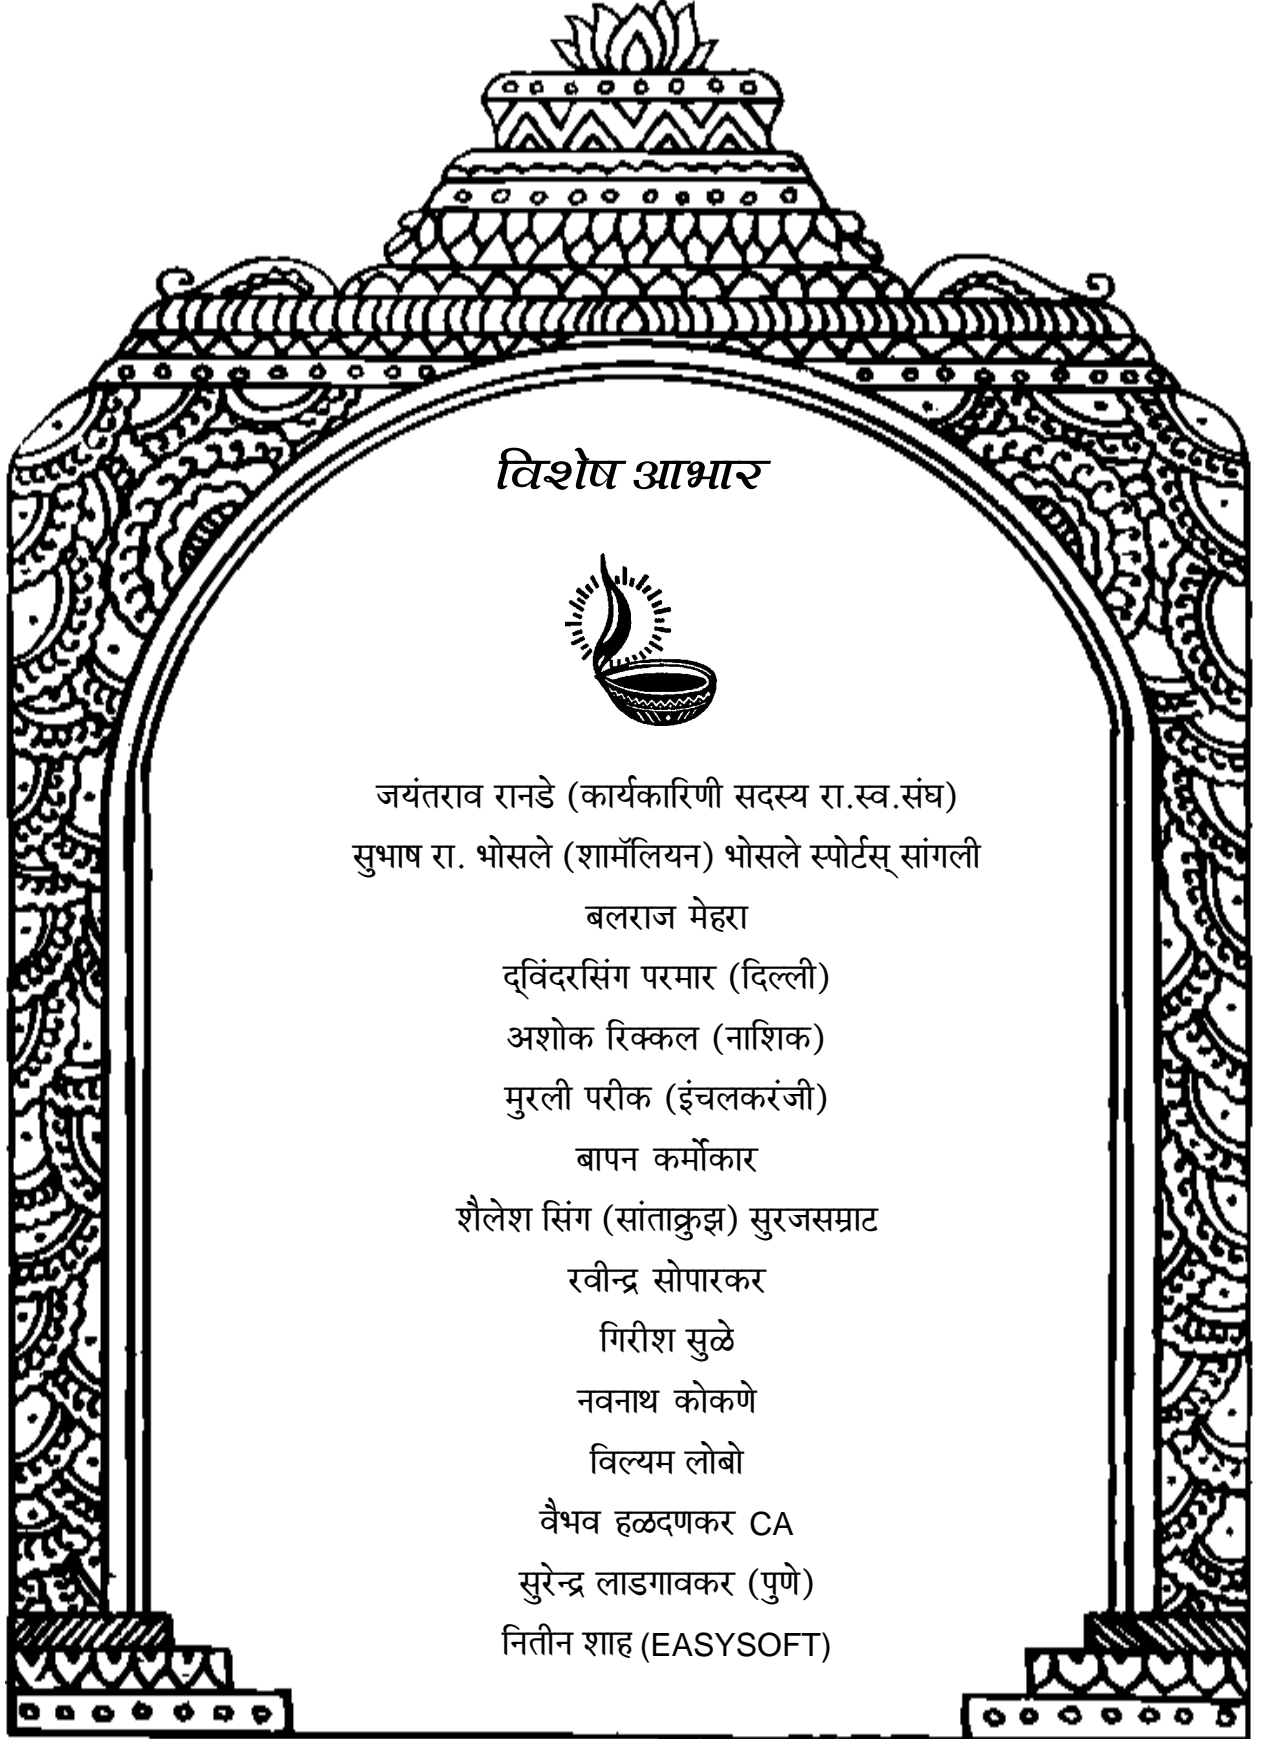 विशेष आभार
जयंतराव रानडे (कार्यकारिणी सदस्य रा.स्व.संघ)
सुभाष रा. भोसले (शामॅलियन) भोसले स्पोर्टस् सांगली
बलराज मेहरा
द्विंदरसिंग परमार (दिल्ली)
अशोक रिक्कल (नाशिक)
मुरली परीक (इंचलकरंजी)
बापन कर्मोकार
शैलेश सिंग (सांताक्रुझ) सुरजसम्राट
रवीन्द्र सोपारकर
गिरीश सुळे
नवनाथ कोकणे
विल्यम लोबो
वैभव हळदणकर CA
सुरेन्द्र लाडगावकर (पुणे)
नितीन शाह (EASYSOFT)